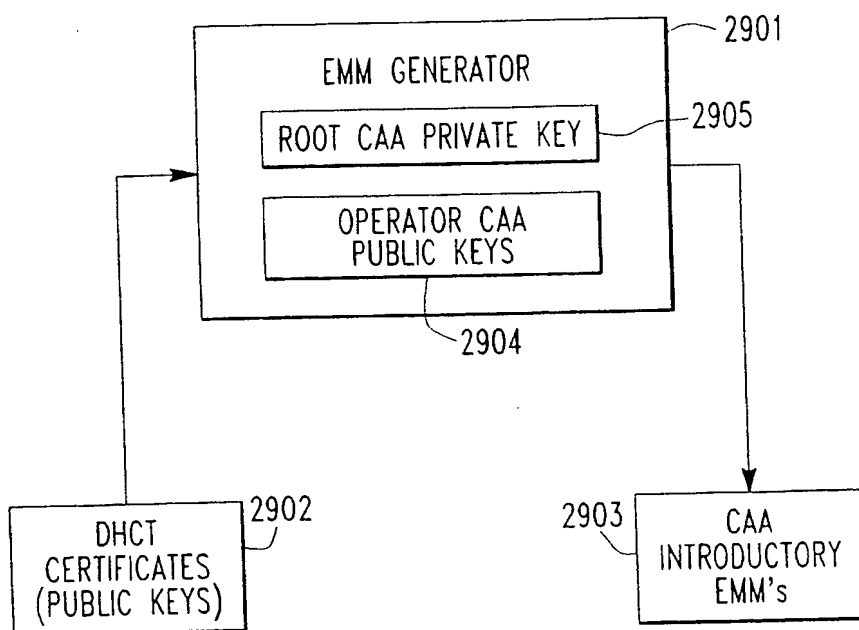 2901
EMM GENERATOR
ROOT CAA PRIVATE KEY
2905
OPERATOR CAA
PUBLIC KEYS
2904
DHCT
CERTIFICATES
(PUBLIC KEYS)
2902
2903
CAA
INTRODUCTORY
EMM's